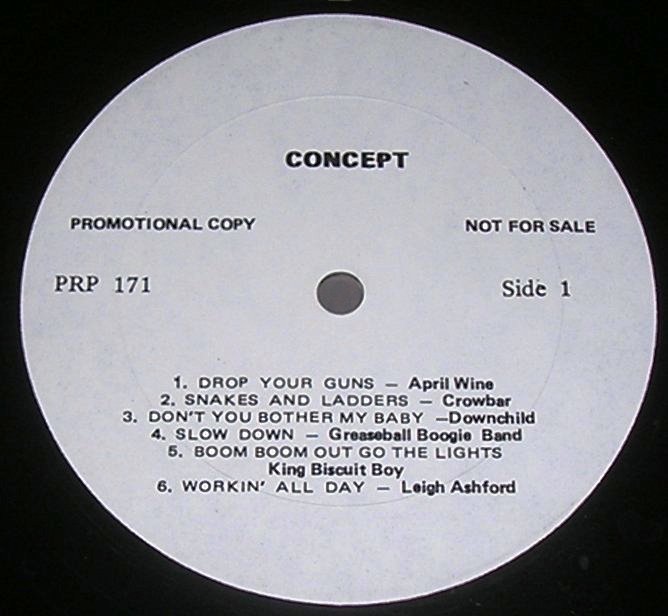 CONCEPT
PROMOTIONAL COPY NOT FOR SALE
PRP 171 Side 1
1. DROP YOUR GUNS — April Wine
2. SNAKES AND LADDERS — Crowbar
3. DON'T YOU BOTHER MY BABY —Downchild
4. SLOW DOWN — Greaseball Boogie Band
5. BOOM BOOM OUT GO THE LIGHTS
King Biscuit Boy
6. WORKIN' ALL DAY — Leigh Ashford